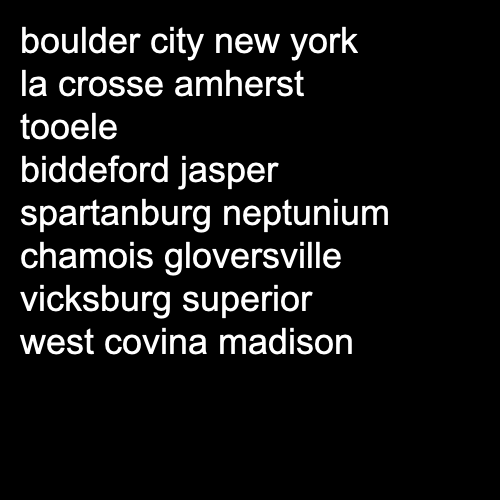 boulder city new york
la crosse amherst
tooele
biddeford jasper
spartanburg neptunium
chamois gloversville
vicksburg superior
west covina madison